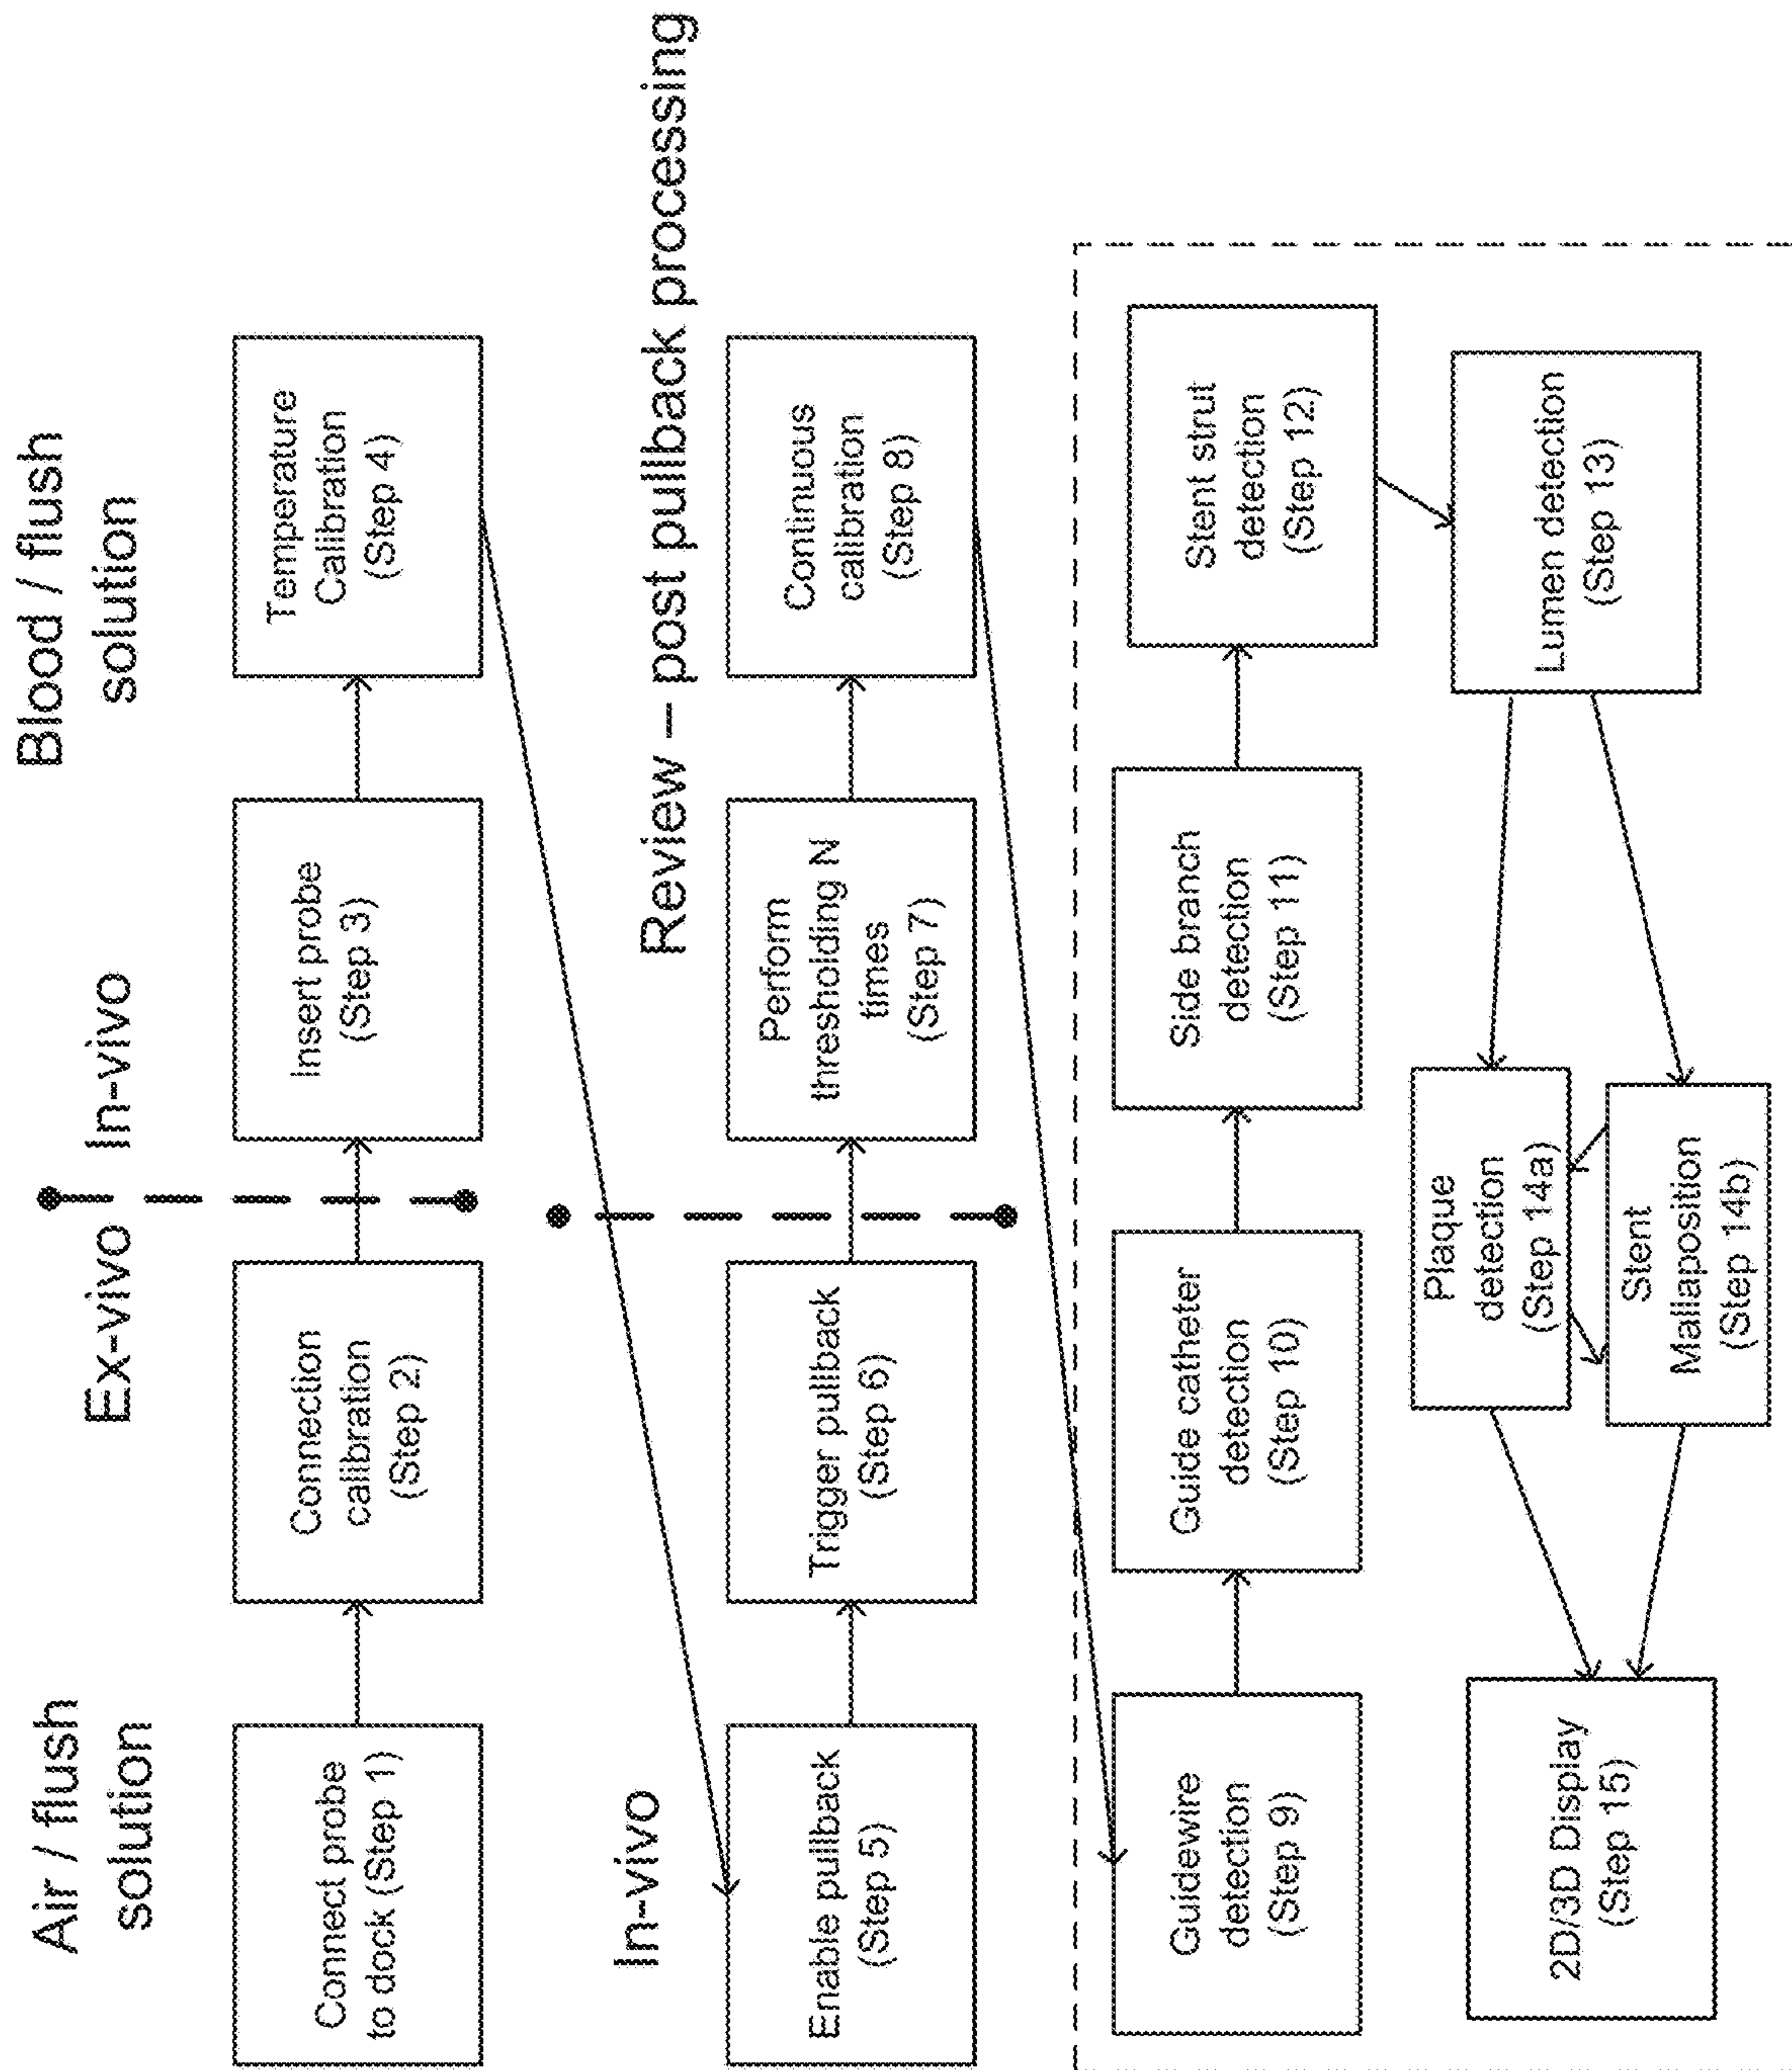 Air / flush
solution
Blood / flush
solution
Ex-vivo
In-vivo
Connect probe
to dock (Step 1)
Connection
calibration
(Step 2)
Insert probe
(Step 3)
Temperature
Calibration
(Step 4)
In-vivo
Review – post pullback processing
Enable pullback
(Step 5)
Trigger pullback
(Step 6)
Perform
thresholding N
times
(Step 7)
Continuous
calibration
(Step 8)
Guidewire
detection
(Step 9)
Guide catheter
detection
(Step 10)
Side branch
detection
(Step 11)
Stent strut
detection
(Step 12)
Lumen detection
(Step 13)
Plaque
detection
(Step 14a)
Stent
Mallaposition
(Step 14b)
2D/3D Display
(Step 15)